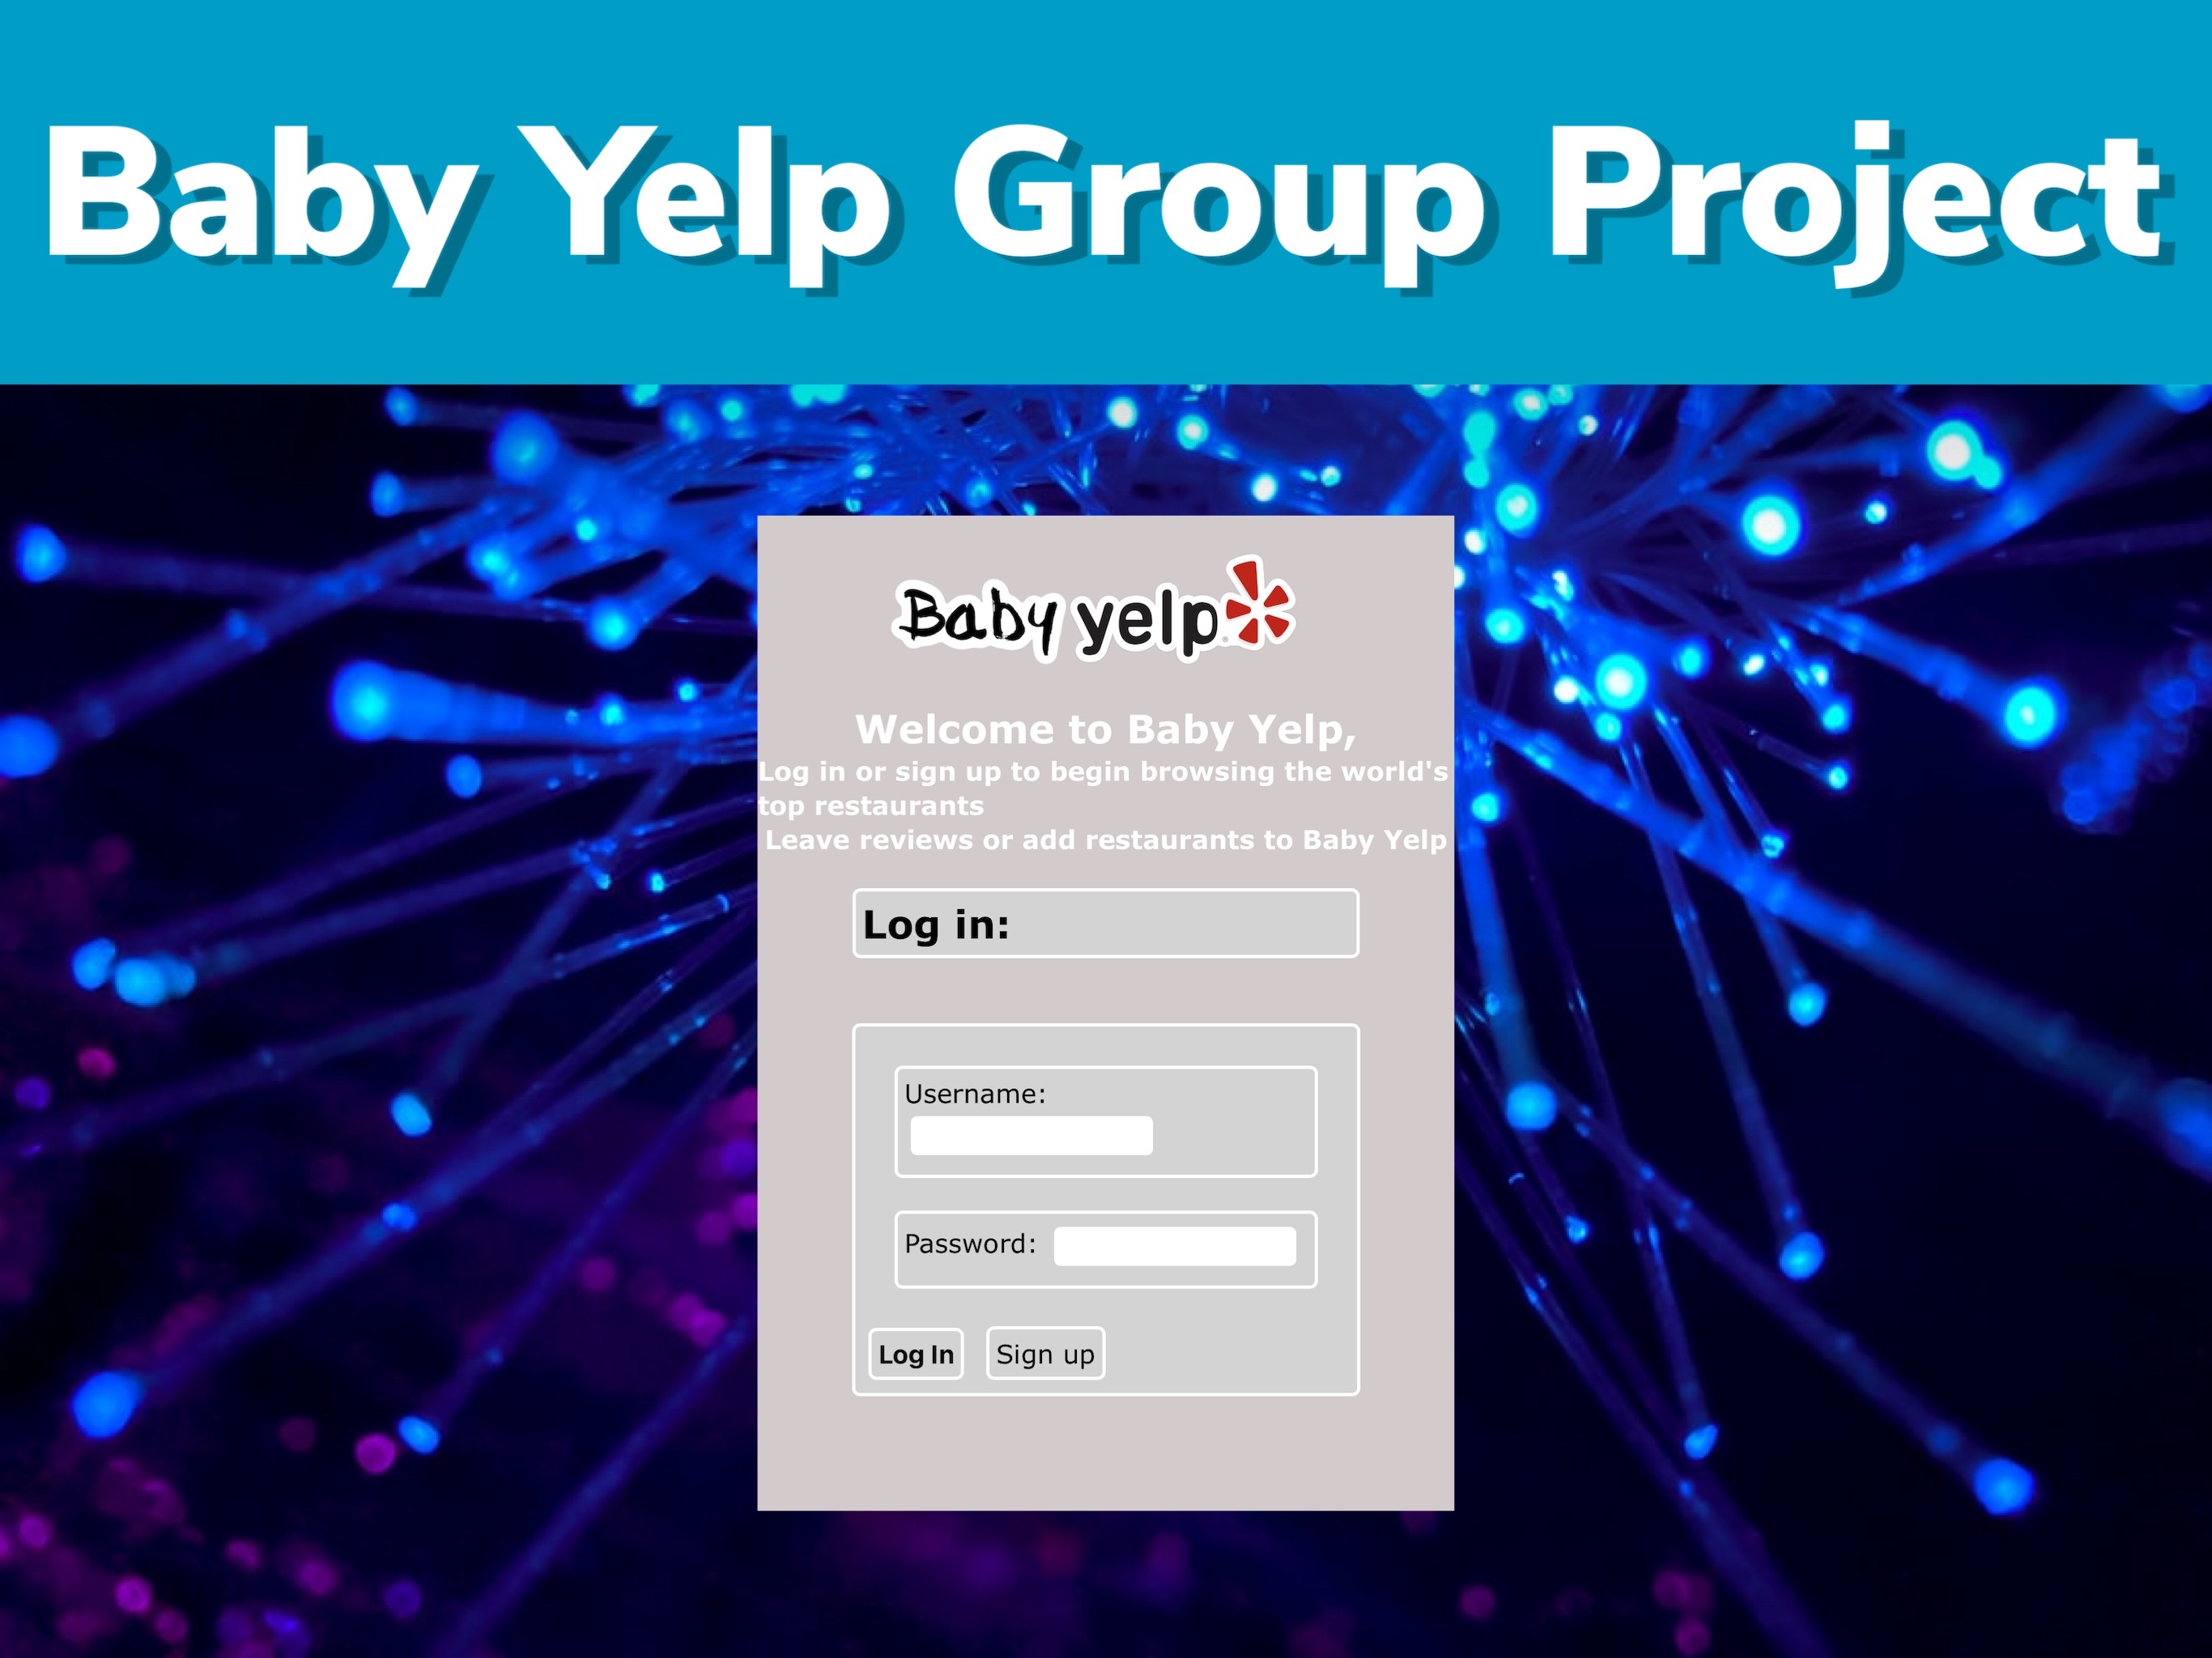 Baby Yelp Group Project
Baby yelp
Welcome to Baby Yelp,
Log in or sign up to begin browsing the world's
top restaurants
Leave reviews or add restaurants to Baby Yelp
Log in:
Username:
Password:
Log In Sign up